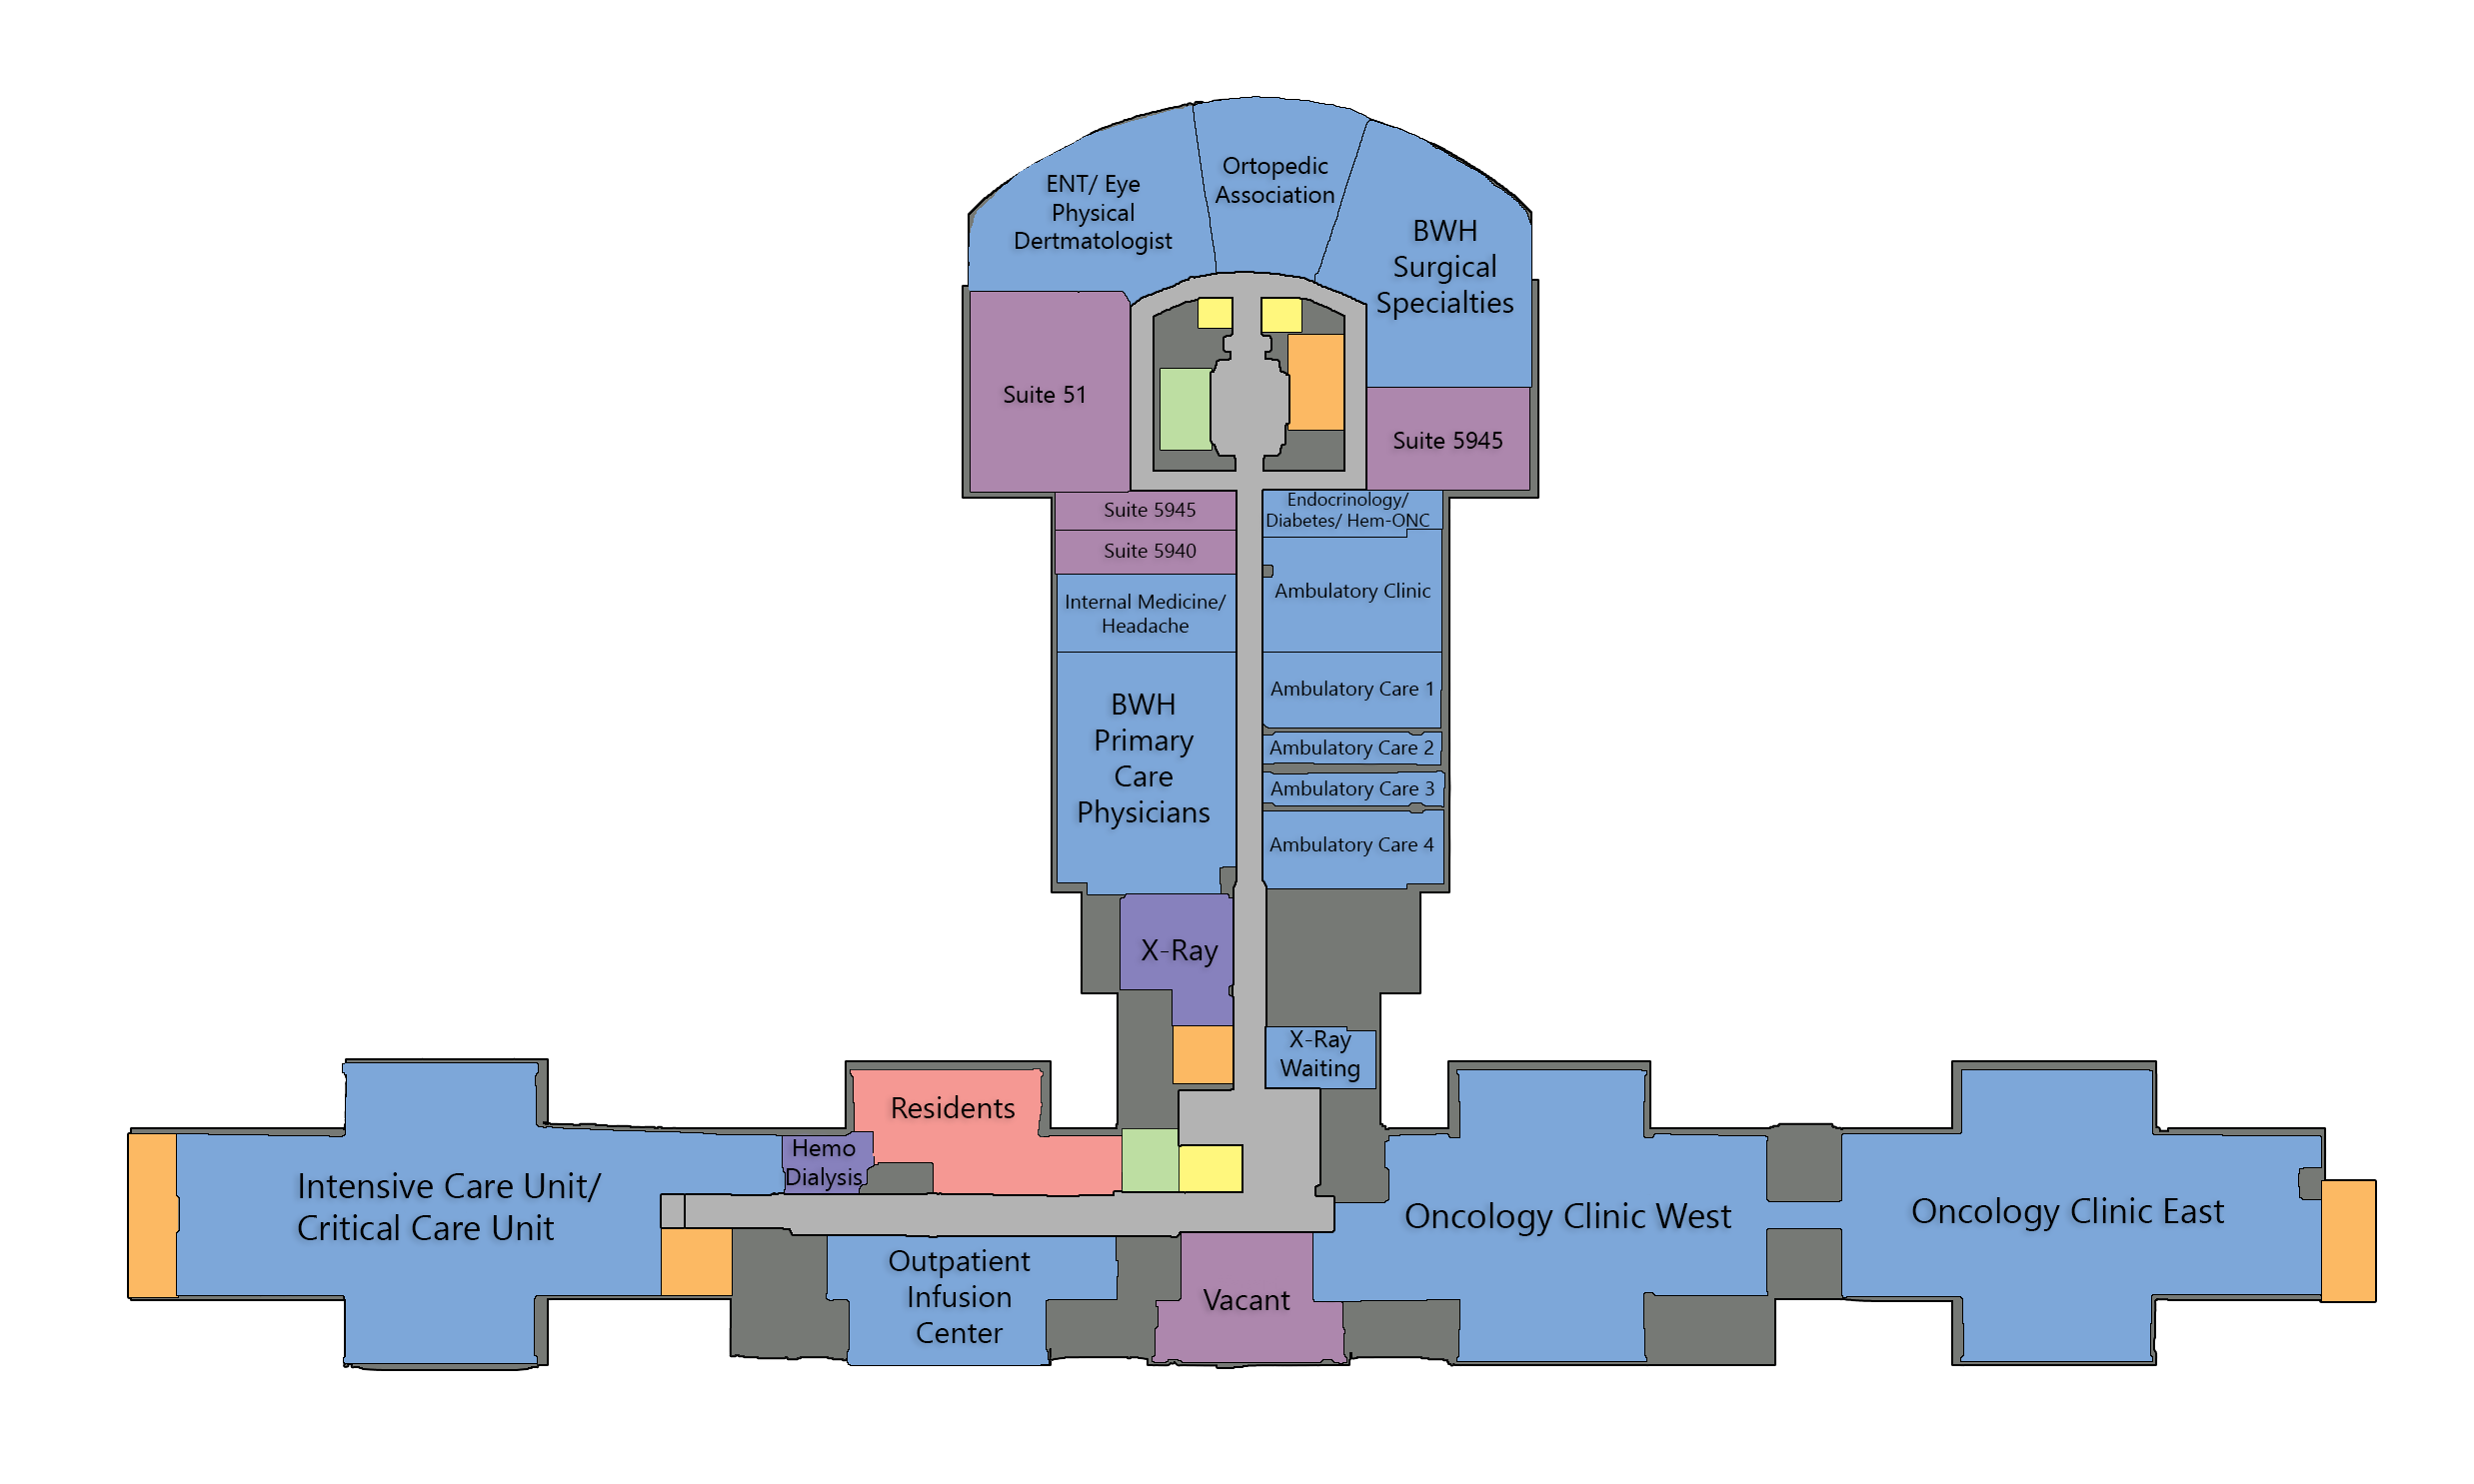 Ortopedic
Association
ENT/ Eye
Physical
Dertmatologist
BWH
Surgical
Specialties
Suite 51
Suite 5945
Suite 5945
Endocrinology/
Diabetes/ Hem-ONC
Suite 5940
Internal Medicine/
Headache
Ambulatory Clinic
BWH
Primary
Care
Physicians
Ambulatory Care 1
Ambulatory Care 2
Ambulatory Care 3
Ambulatory Care 4
X-Ray
X-Ray
Waiting
Residents
Hemo
Dialysis
Intensive Care Unit/
Critical Care Unit
Oncology Clinic West
Oncology Clinic East
Outpatient
Infusion
Center
Vacant